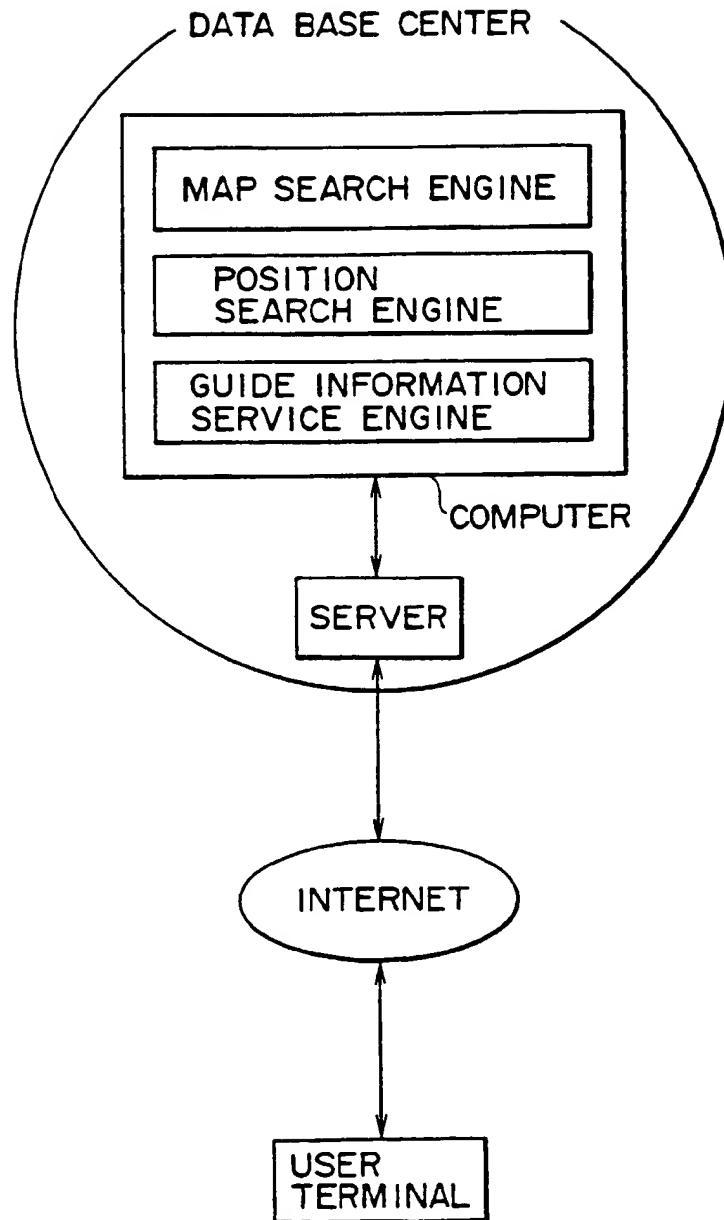 DATA BASE CENTER
MAP SEARCH ENGINE
POSITION
SEARCH ENGINE
GUIDE INFORMATION
SERVICE ENGINE
COMPUTER
SERVER
INTERNET
USER
TERMINAL